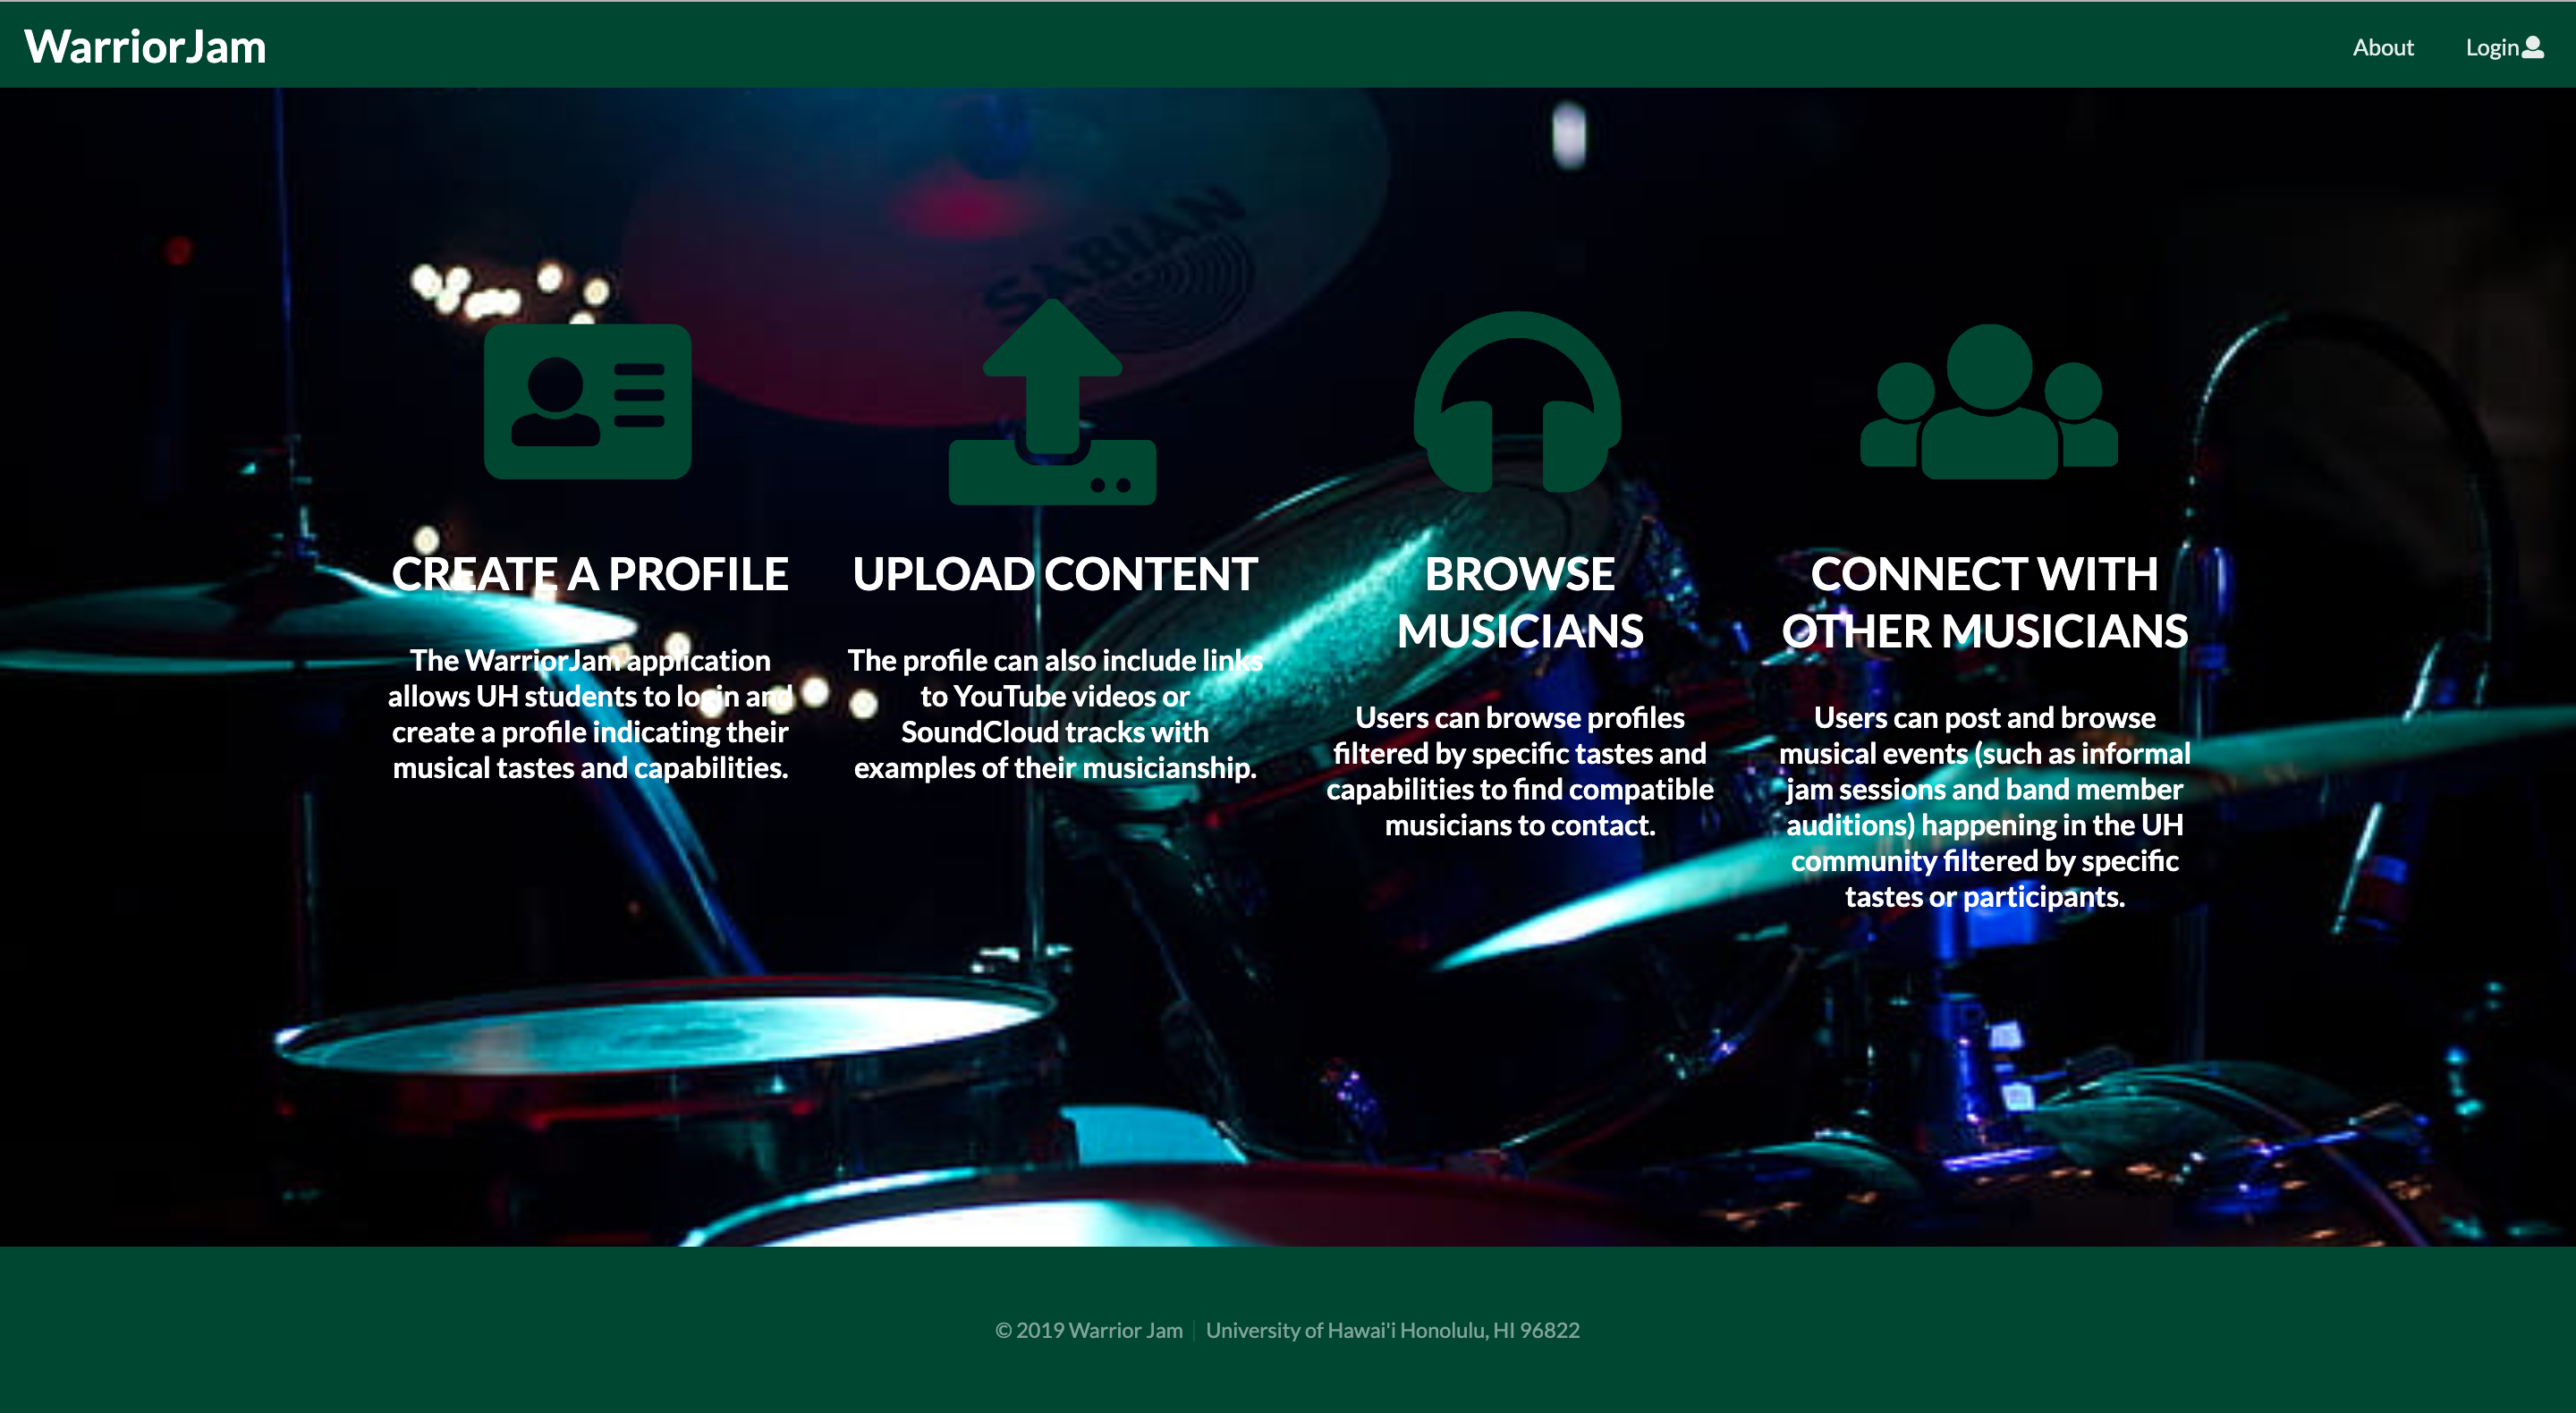 WarriorJam
About
Login
SABIAN
CREATE A PROFILE
The WarriorJam application
allows UH students to login and
create a profile indicating their
musical tastes and capabilities.
UPLOAD CONTENT
The profile can also include links
to YouTube videos or
SoundCloud tracks with
examples of their musicianship.
BROWSE
MUSICIANS
Users can browse profiles
filtered by specific tastes and
capabilities to find compatible
musicians to contact.
CONNECT WITH
OTHER MUSICIANS
Users can post and browse
musical events (such as informal
jam sessions and band member
auditions) happening in the UH
community filtered by specific
tastes or participants.
© 2019 Warrior Jam
University of Hawai'i Honolulu, HI 96822